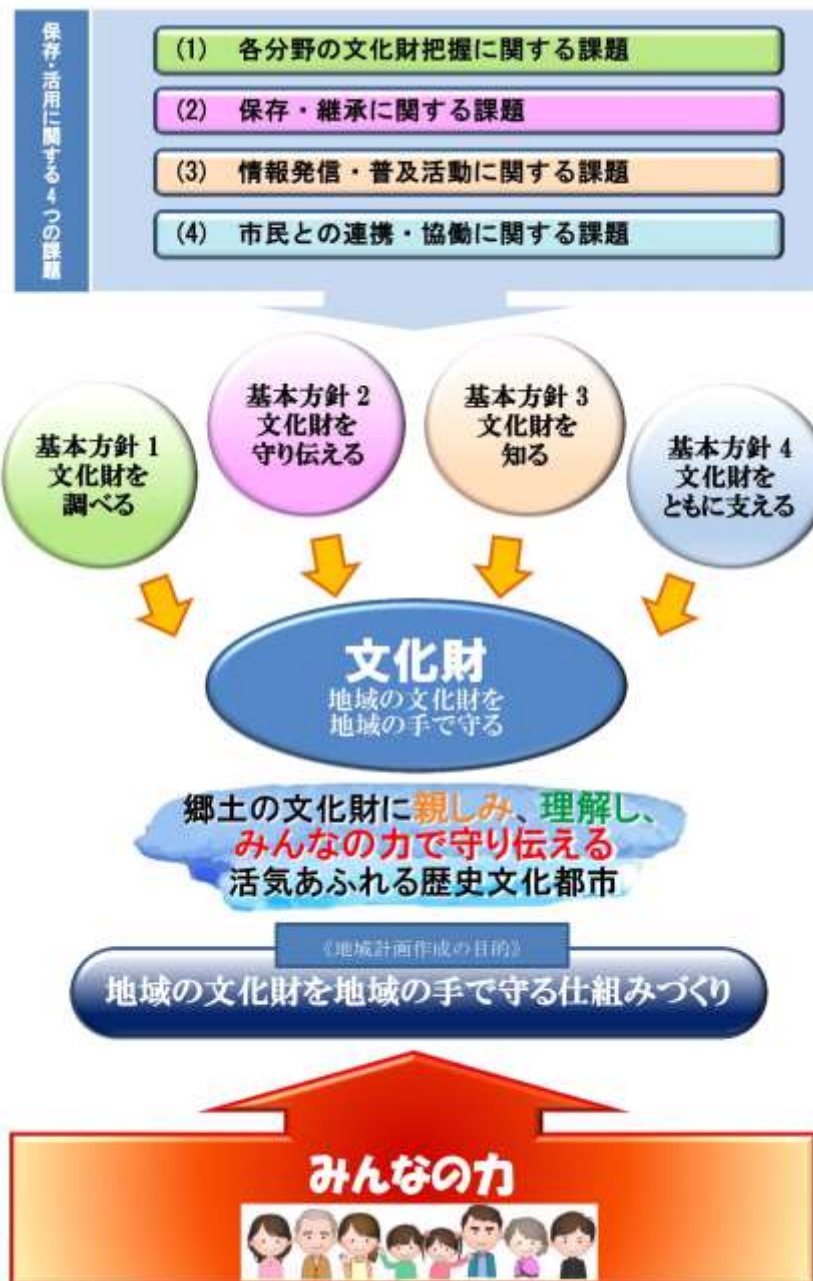 保存・活用に関する4つの課題
(1) 各分野の文化財把握に関する課題
(2) 保存・継承に関する課題
(3) 情報発信・普及活動に関する課題
(4) 市民との連携・協働に関する課題
基本方針 1
文化財を
調べる
基本方針 2
文化財を
守り伝える
基本方針 3
文化財を
知る
基本方針 4
文化財を
ともに支える
文化財
地域の文化財を
地域の手で守る
郷土の文化財に親しみ、理解し、
みんなの力で守り伝える
活気あふれる歴史文化都市
《地域計画作成の目的》
地域の文化財を地域の手で守る仕組みづくり
みんなの力